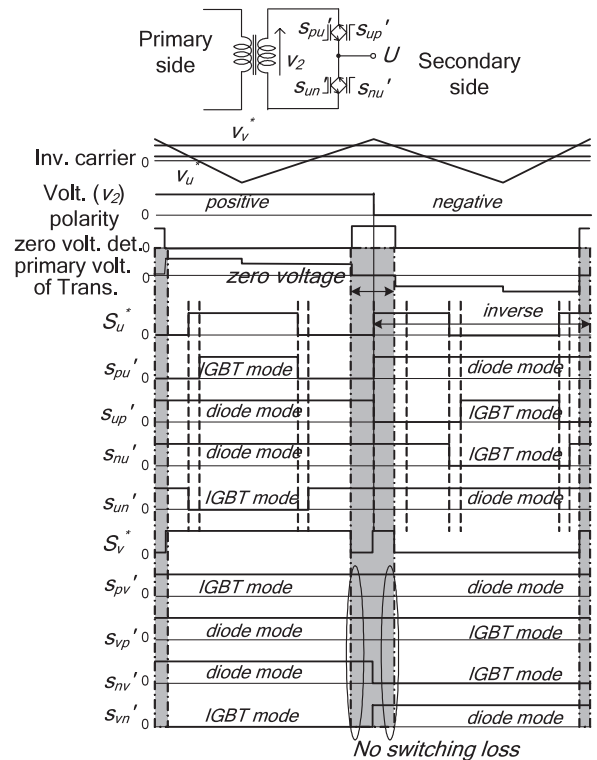 Primary side
s_pu' s_up'
v_2 U
s_un' s_nu'
Secondary side
v_v^*
Inv. carrier 0
v_u^*
Volt. (v_2) polarity 0
positive negative
zero volt. det. 0
primary volt. of Trans. 0
zero voltage
S_u^* 0
inverse
s_pu' 0 IGBT mode diode mode
s_up' 0 diode mode IGBT mode
s_nu' 0 diode mode IGBT mode
s_un' 0 IGBT mode diode mode
S_v^* 0
s_pv' 0 IGBT mode diode mode
s_vp' 0 diode mode IGBT mode
s_nv' 0 diode mode IGBT mode
s_vn' 0 IGBT mode diode mode
No switching loss